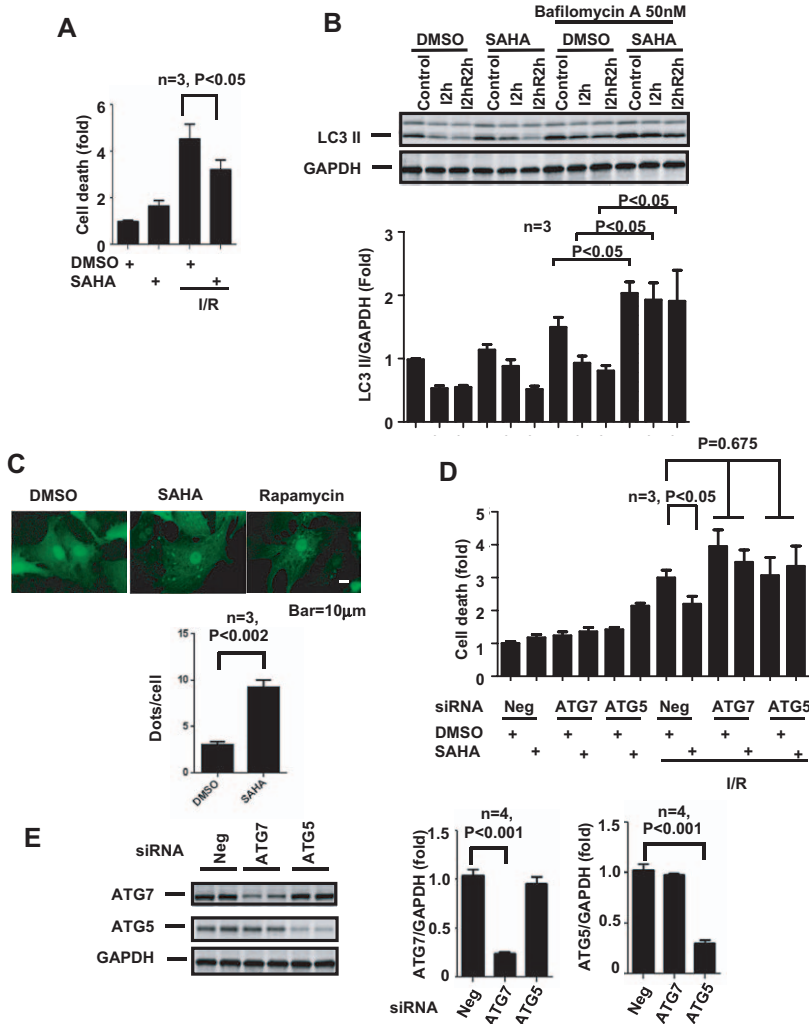 A
n=3, P<0.05
Cell death (fold)
6
4
2
0
DMSO + +
SAHA + +
I/R
B
Bafilomycin A 50nM
DMSO SAHA DMSO SAHA
Control I2h I2hR2h Control I2h I2hR2h Control I2h I2hR2h Control I2h I2hR2h
LC3 II
GAPDH
P<0.05
n=3
P<0.05
P<0.05
LC3 II/GAPDH (Fold)
3
2
1
0
C
DMSO SAHA Rapamycin
Bar=10μm
n=3,
P<0.002
Dots/cell
15
10
5
0
DMSO SAHA
D
P=0.675
n=3, P<0.05
Cell death (fold)
5
4
3
2
1
0
siRNA Neg ATG7 ATG5 Neg ATG7 ATG5
DMSO + + + + + +
SAHA + + + + + +
I/R
E
siRNA Neg ATG7 ATG5
ATG7
ATG5
GAPDH
n=4,
P<0.001
ATG7/GAPDH (fold)
1.5
1.0
0.5
0.0
siRNA Neg ATG7 ATG5
n=4,
P<0.001
ATG5/GAPDH (fold)
1.5
1.0
0.5
0.0
Neg ATG7 ATG5